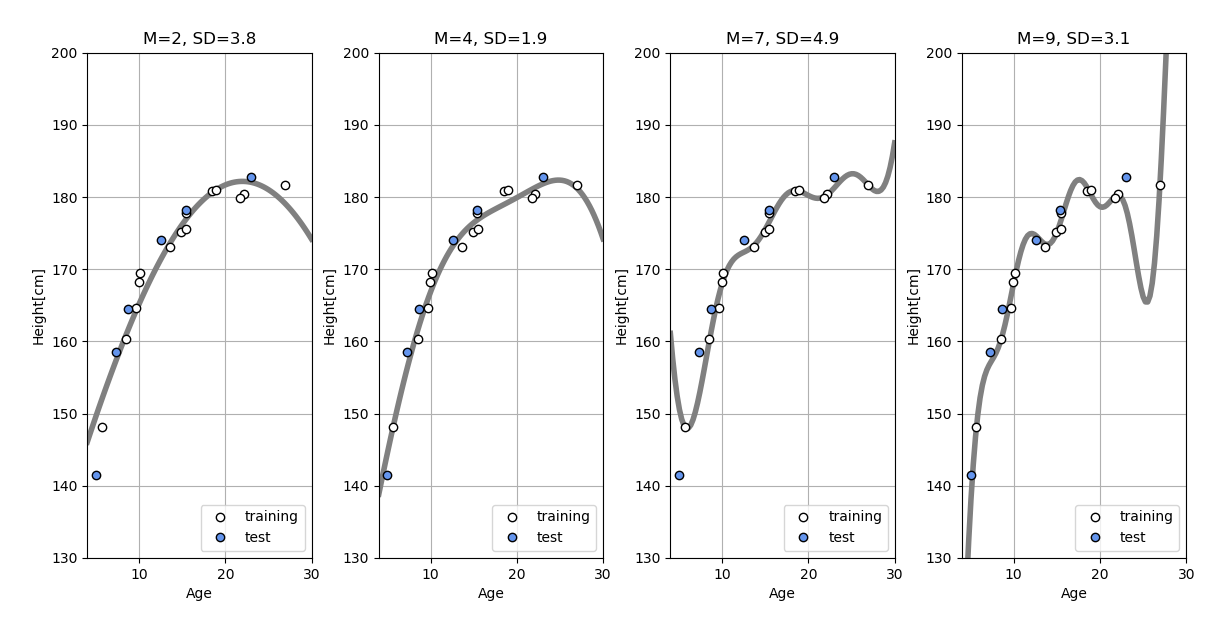 M=2, SD=3.8
200
190
180
170
160
150
140
130
Height[cm]
10
20
30
Age
training
test
M=4, SD=1.9
200
190
180
170
160
150
140
130
Height[cm]
10
20
30
Age
training
test
M=7, SD=4.9
200
190
180
170
160
150
140
130
Height[cm]
10
20
30
Age
training
test
M=9, SD=3.1
200
190
180
170
160
150
140
130
Height[cm]
10
20
30
Age
training
test